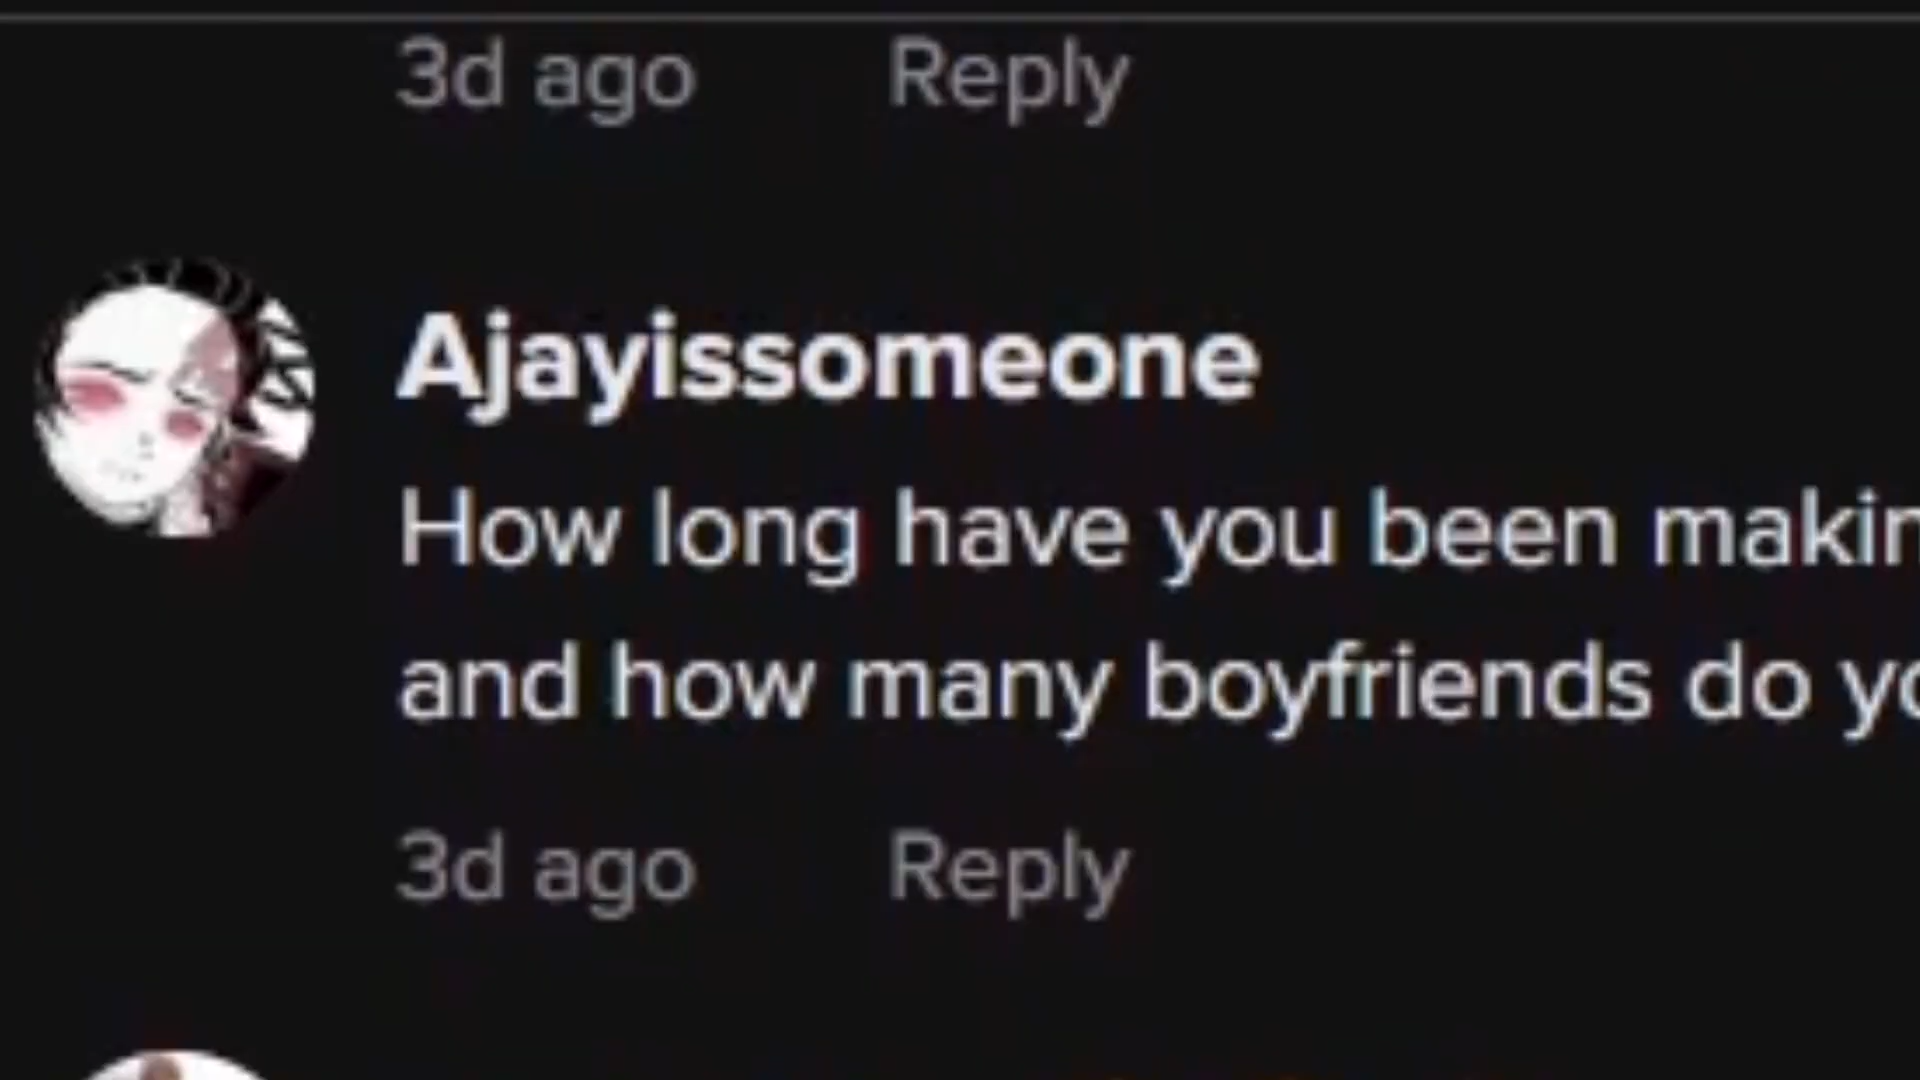 3d ago Reply
Ajayissomeone
How long have you been makin
and how many boyfriends do yo
3d ago Reply